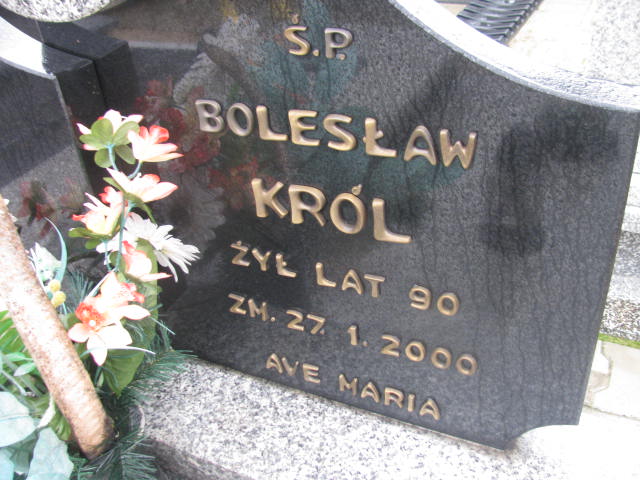 Ś.P.
BOLESŁAW
KRÓL
ŻYŁ LAT 90
ZM. 27. 1. 2000
AVE MARIA